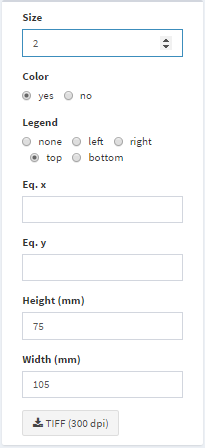 Size
2
Color
yes no
Legend
none left right
top bottom
Eq. x
Eq. y
Height (mm)
75
Width (mm)
105
TIFF (300 dpi)